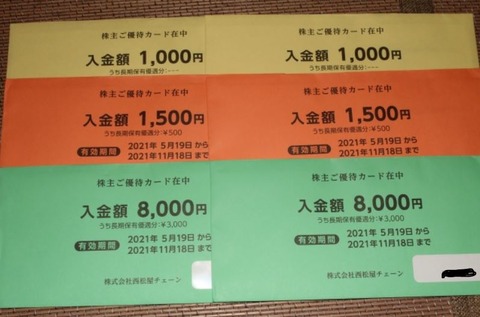 株主ご優待カード在中
入金額 1,000円
うち長期保有優遇分:---
株主ご優待カード在中
入金額 1,500円
うち長期保有優遇分:¥500
有効期間 2021年 5月19日 から
2021年11月18日 まで
株主ご優待カード在中
入金額 8,000円
うち長期保有優遇分:¥3,000
有効期間 2021年 5月19日 から
2021年11月18日 まで
株式会社西松屋チェーン
株主ご優待カード在中
入金額 1,000円
うち長期保有優遇分:---
株主ご優待カード在中
入金額 1,500円
うち長期保有優遇分:¥500
有効期間 2021年 5月19日 から
2021年11月18日 まで
株主ご優待カード在中
入金額 8,000円
うち長期保有優遇分:¥3,000
有効期間 2021年 5月19日 から
2021年11月18日 まで
株式会社西松屋チェーン